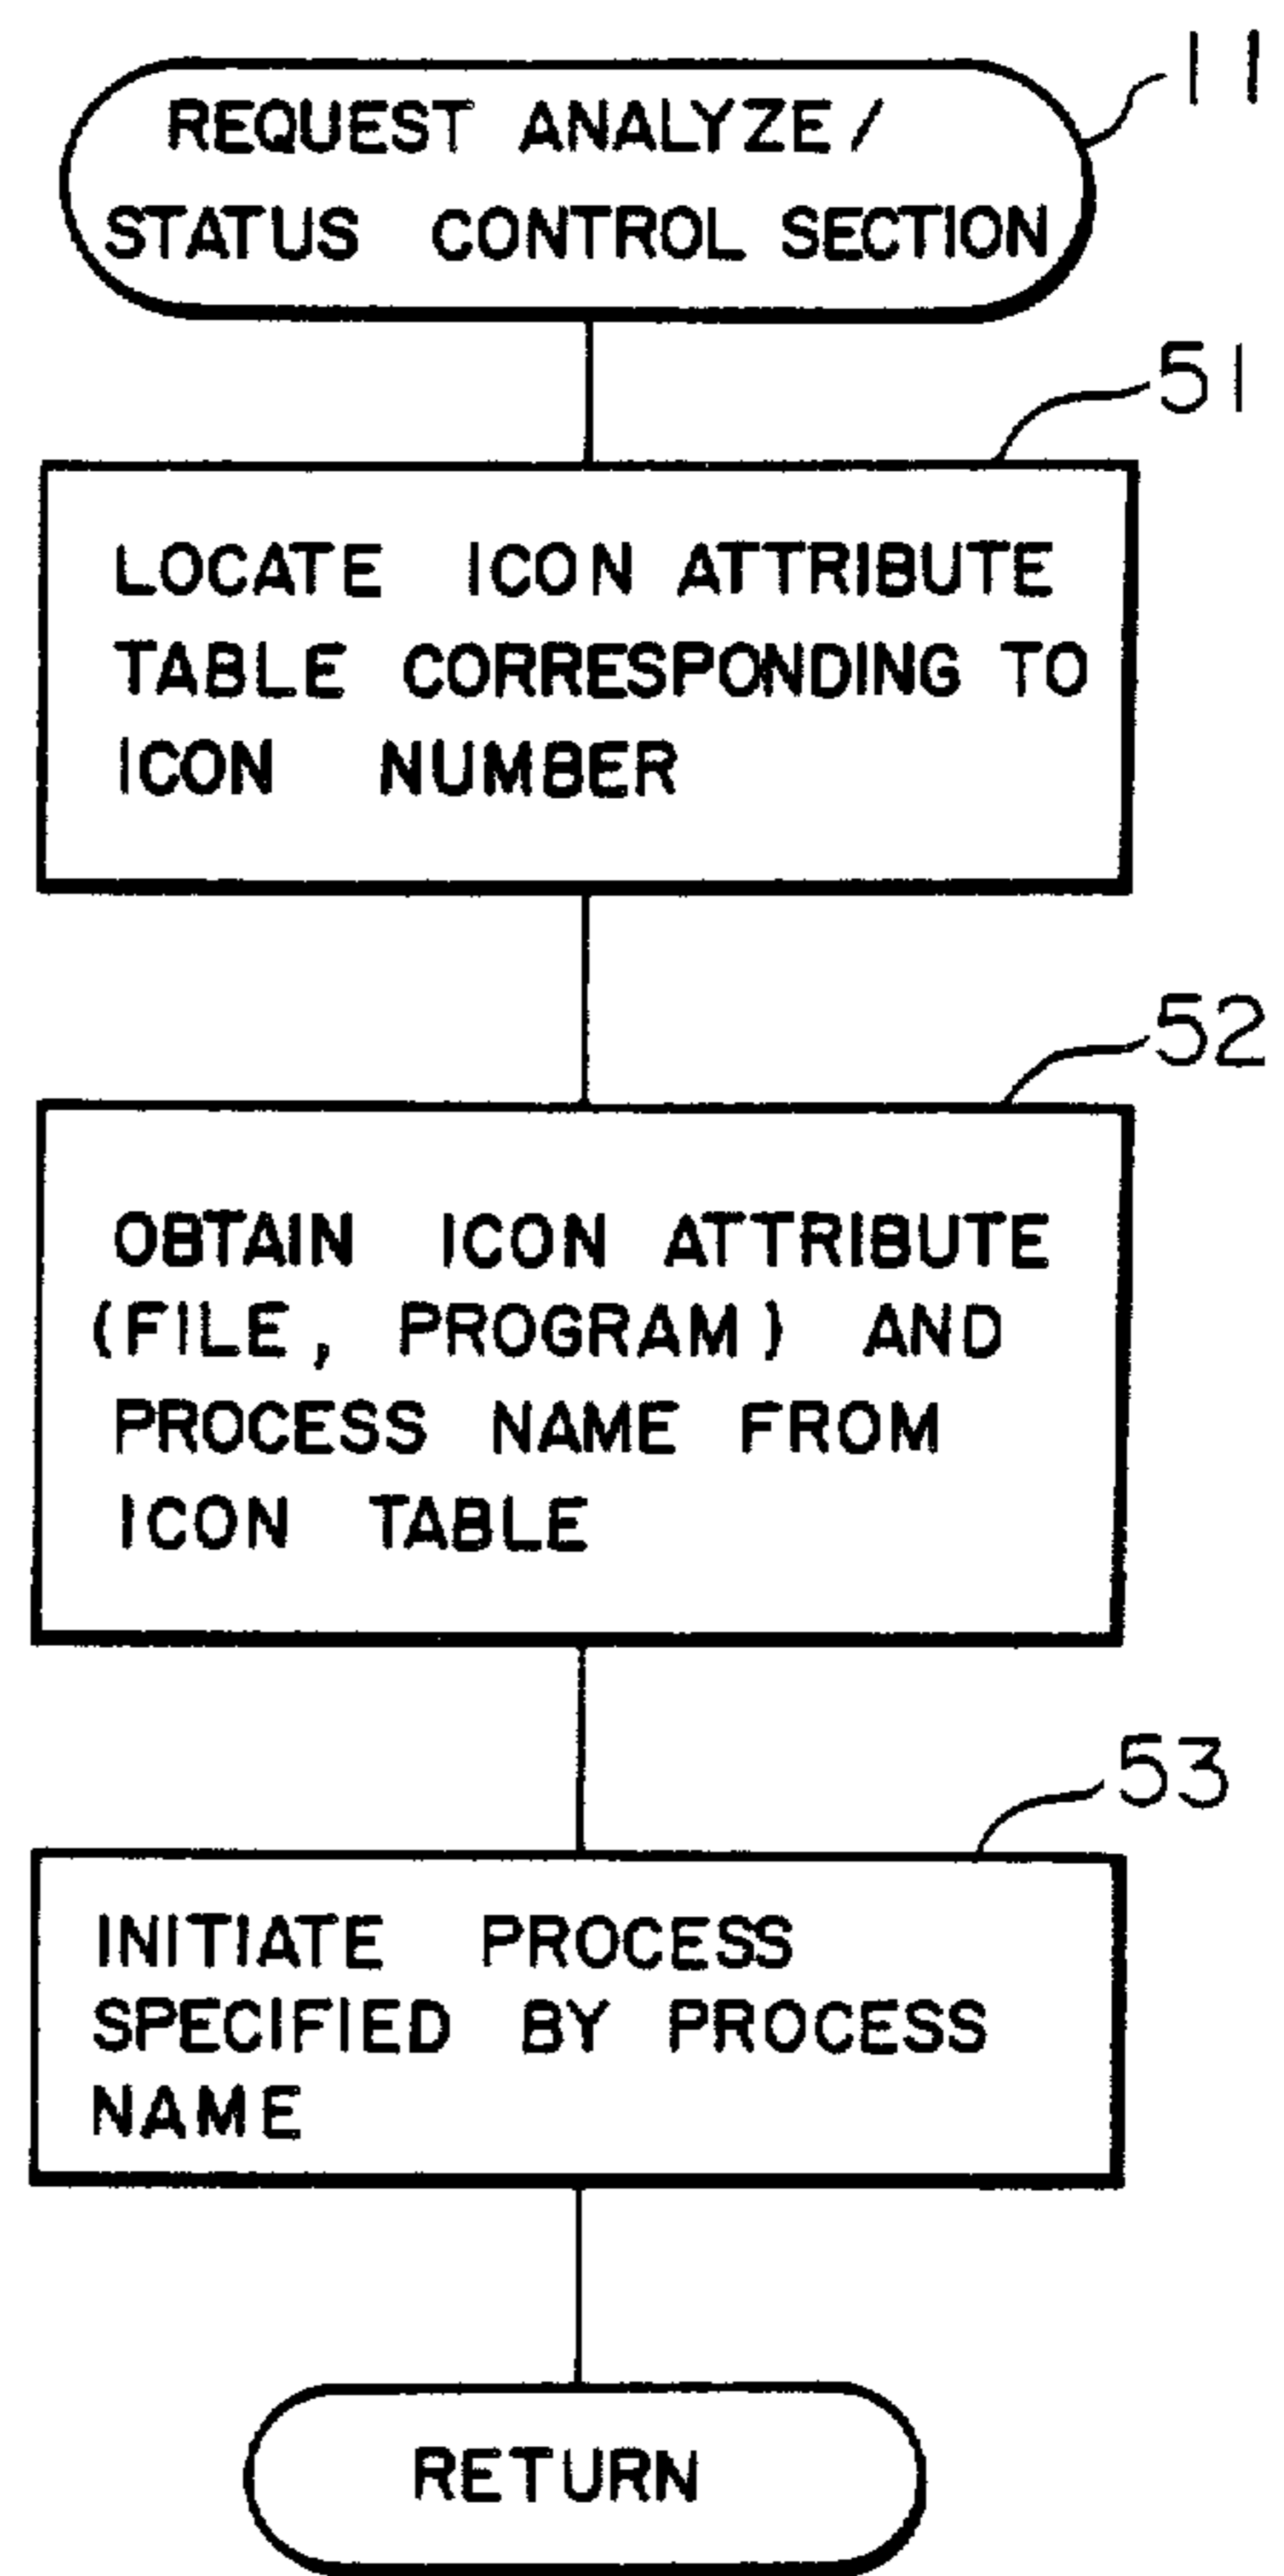 11
REQUEST ANALYZE/
STATUS CONTROL SECTION
51
LOCATE ICON ATTRIBUTE
TABLE CORRESPONDING TO
ICON NUMBER
52
OBTAIN ICON ATTRIBUTE
(FILE, PROGRAM) AND
PROCESS NAME FROM
ICON TABLE
53
INITIATE PROCESS
SPECIFIED BY PROCESS
NAME
RETURN